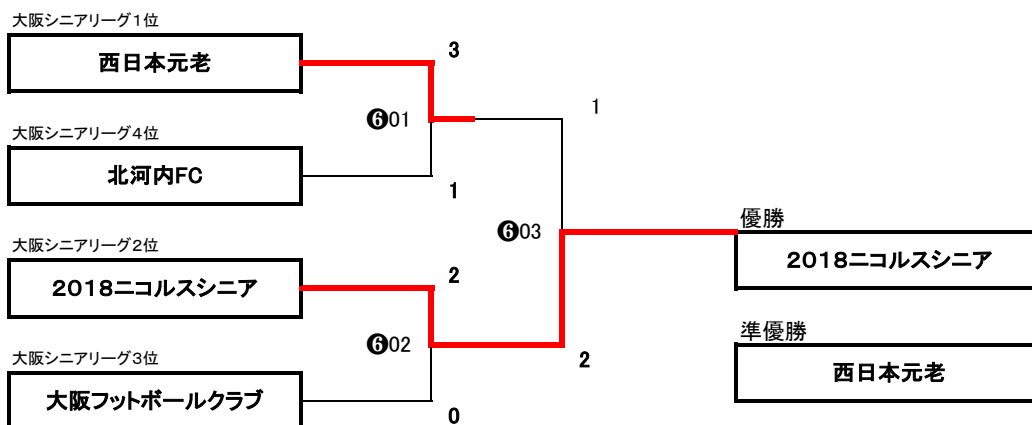 大阪シニアリーグ1位
西日本元老
3
❻01
1
大阪シニアリーグ4位
北河内FC
1
❻03
優勝
2018ニコルスシニア
大阪シニアリーグ2位
2018ニコルスシニア
2
❻02
2
準優勝
西日本元老
大阪シニアリーグ3位
大阪フットボールクラブ
0